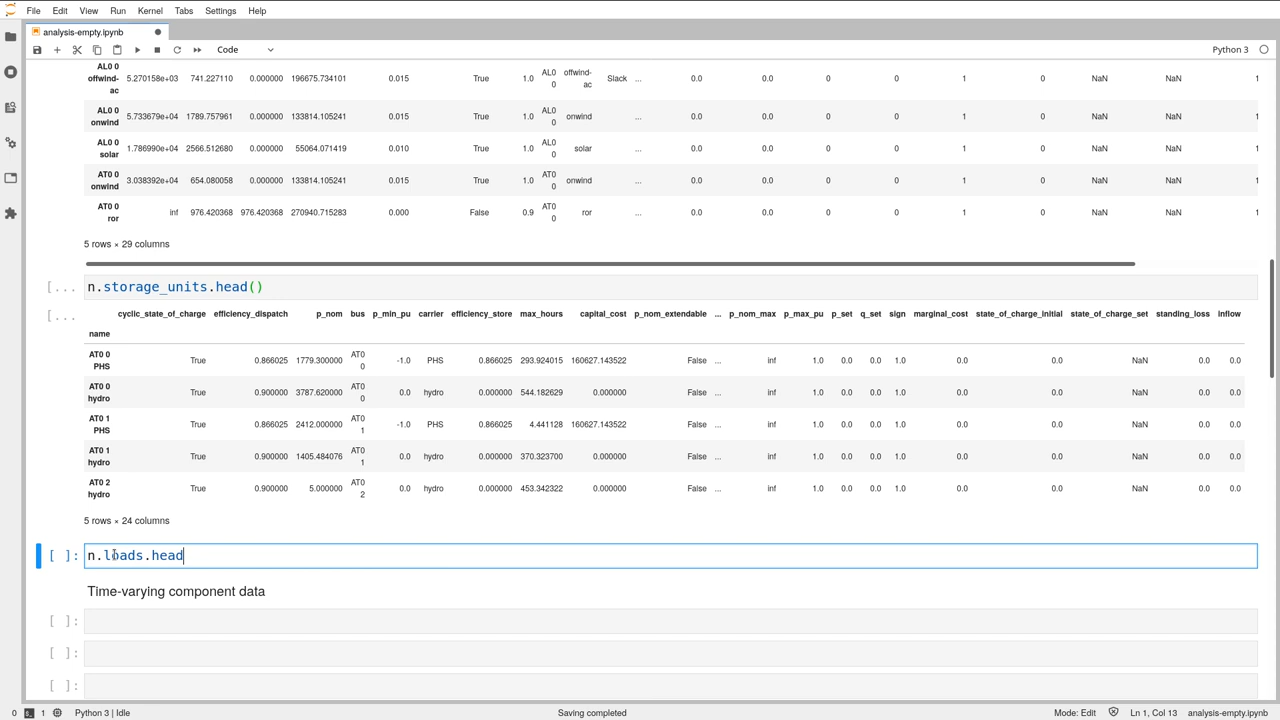 File Edit View Run Kernel Tabs Settings Help
analysis-empty.ipynb
Code Python 3
AL0 0 offwind-ac 5.270158e+03 741.227110 0.000000 196675.734101 0.015 True 1.0 AL0 0 offwind-ac Slack ... 0.0 0.0 0 0 1 0 NaN NaN 1
AL0 0 onwind 5.733679e+04 1789.757961 0.000000 133814.105241 0.015 True 1.0 AL0 0 onwind ... 0.0 0.0 0 0 1 0 NaN NaN 1
AL0 0 solar 1.786990e+04 2566.512680 0.000000 55064.071419 0.010 True 1.0 AL0 0 solar ... 0.0 0.0 0 0 1 0 NaN NaN 1
AT0 0 onwind 3.038392e+04 654.080058 0.000000 133814.105241 0.015 True 1.0 AT0 0 onwind ... 0.0 0.0 0 0 1 0 NaN NaN 1
AT0 0 ror inf 976.420368 976.420368 270940.715283 0.000 False 0.9 AT0 0 ror ... 0.0 0.0 0 0 1 0 NaN NaN 1
5 rows × 29 columns
[... n.storage_units.head()
[... cyclic_state_of_charge efficiency_dispatch p_nom bus p_min_pu carrier efficiency_store max_hours capital_cost p_nom_extendable ... p_nom_max p_max_pu p_set q_set sign marginal_cost state_of_charge_initial state_of_charge_set standing_loss inflow
name
AT0 0 PHS True 0.866025 1779.300000 AT0 0 -1.0 PHS 0.866025 293.924015 160627.143522 False ... inf 1.0 0.0 0.0 1.0 0.0 0.0 NaN 0.0 0.0
AT0 0 hydro True 0.900000 3787.620000 AT0 0 0.0 hydro 0.000000 544.182629 0.000000 False ... inf 1.0 0.0 0.0 1.0 0.0 0.0 NaN 0.0 0.0
AT0 1 PHS True 0.866025 2412.000000 AT0 1 -1.0 PHS 0.866025 4.441128 160627.143522 False ... inf 1.0 0.0 0.0 1.0 0.0 0.0 NaN 0.0 0.0
AT0 1 hydro True 0.900000 1405.484076 AT0 1 0.0 hydro 0.000000 370.323700 0.000000 False ... inf 1.0 0.0 0.0 1.0 0.0 0.0 NaN 0.0 0.0
AT0 2 hydro True 0.900000 5.000000 AT0 2 0.0 hydro 0.000000 453.342322 0.000000 False ... inf 1.0 0.0 0.0 1.0 0.0 0.0 NaN 0.0 0.0
5 rows × 24 columns
[ ]: n.loads.head
Time-varying component data
[ ]:
[ ]:
[ ]:
0 1 Python 3 | Idle Saving completed Mode: Edit Ln 1, Col 13 analysis-empty.ipynb